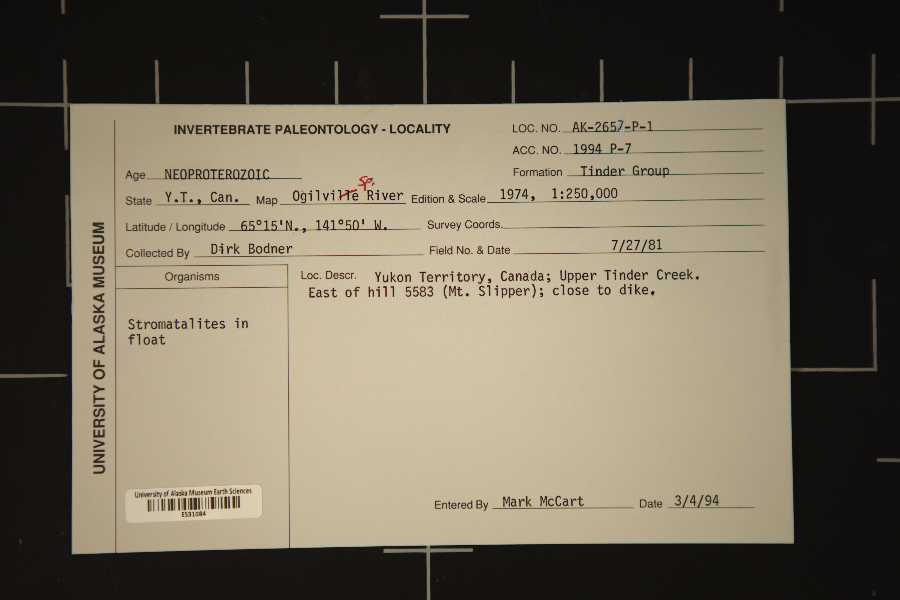 INVERTEBRATE PALEONTOLOGY - LOCALITY
LOC. NO. AK-2657-P-1
ACC. NO. 1994 P-7
Age NEOPROTEROZOIC
Formation Tinder Group
sp.
State Y.T., Can. Map Ogilville River Edition & Scale 1974, 1:250,000
Latitude / Longitude 65°15'N., 141°50' W. Survey Coords.
Collected By Dirk Bodner Field No. & Date 7/27/81
Organisms
Loc. Descr. Yukon Territory, Canada; Upper Tinder Creek.
East of hill 5583 (Mt. Slipper); close to dike.
Stromatalites in
float
UNIVERSITY OF ALASKA MUSEUM
University of Alaska Museum Earth Sciences
ES31084
Entered By Mark McCart Date 3/4/94